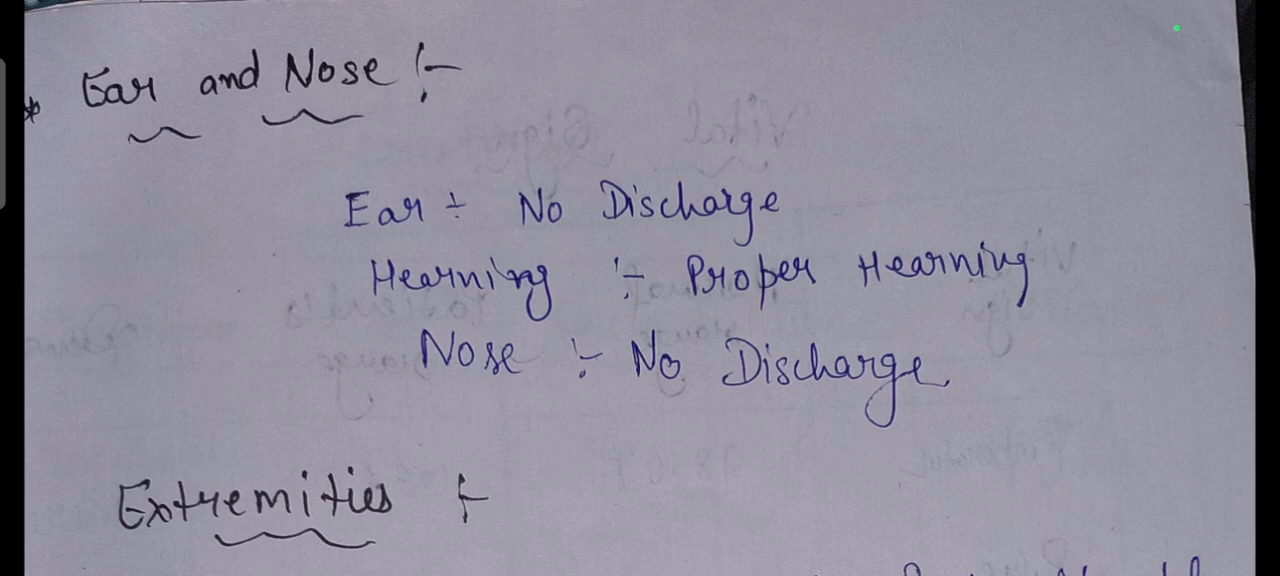 * Ear and Nose :-
Ear :- No Discharge
Hearning :- Proper Hearning
Nose :- No Discharge
Extremities :-